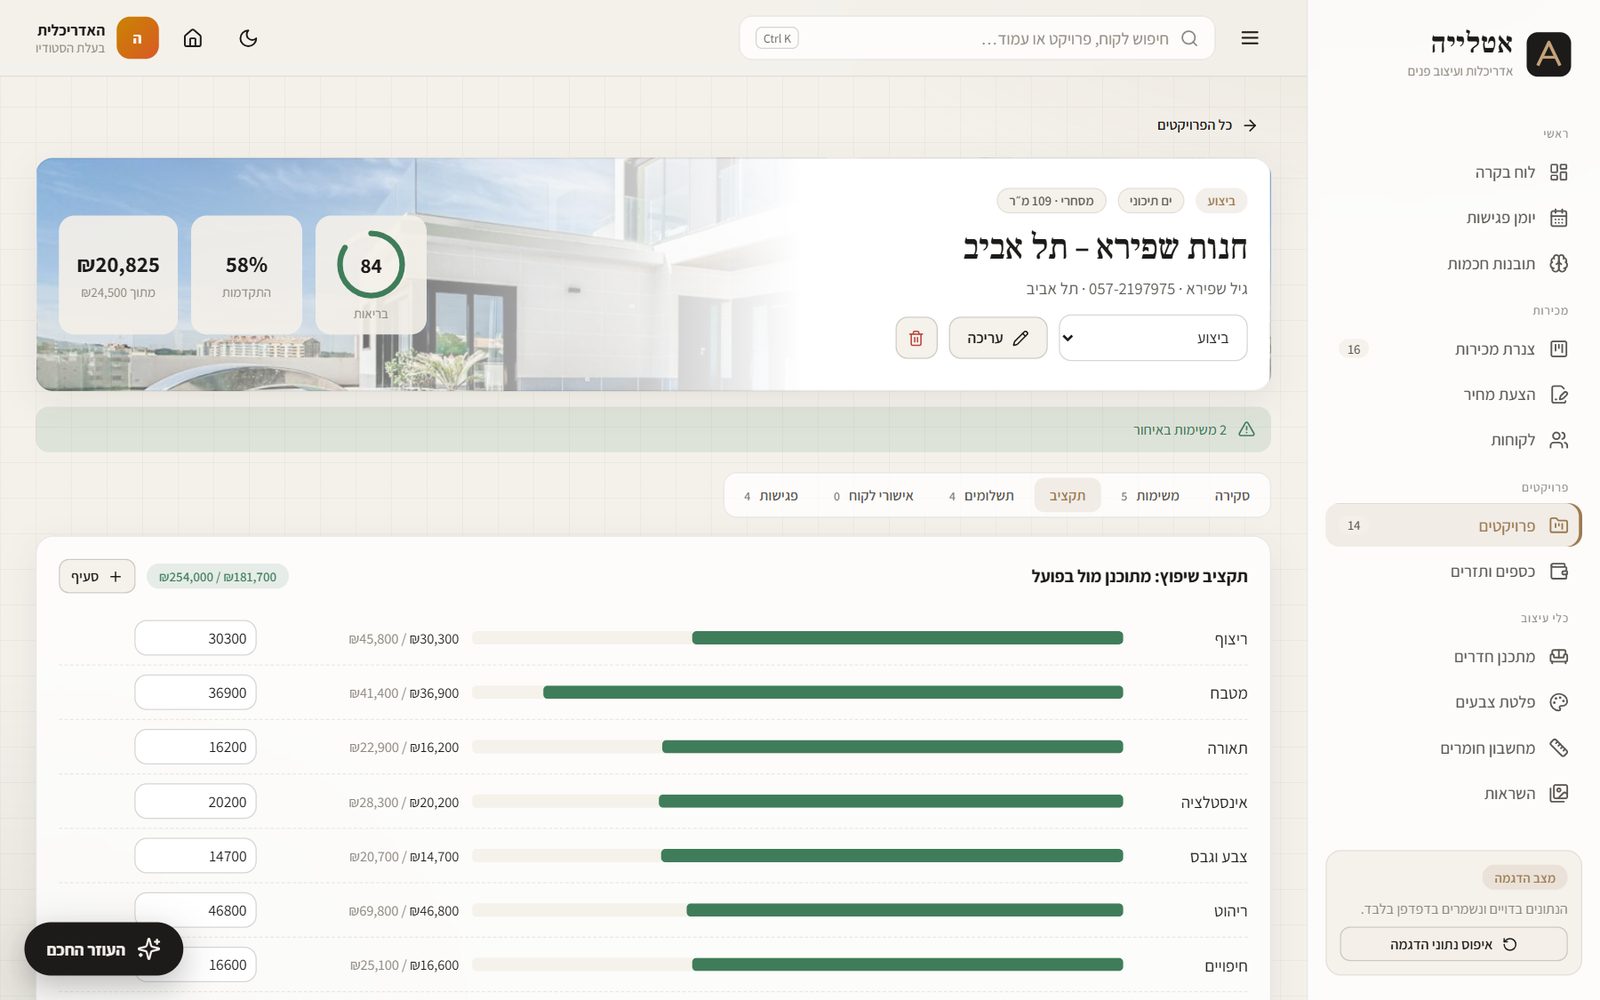 אטלייה
אדריכלות ועיצוב פנים
ראשי
לוח בקרה
יומן פגישות
תובנות חכמות
מכירות
צנרת מכירות 16
הצעת מחיר
לקוחות
פרויקטים
פרויקטים 14
כספים ותזרים
כלי עיצוב
מתכנן חדרים
פלטת צבעים
מחשבון חומרים
השראות
מצב הדגמה
הנתונים בדויים ונשמרים בדפדפן בלבד.
איפוס נתוני הדגמה
חיפוש לקוח, פרויקט או עמוד... Ctrl K
האדריכלית
בעלת הסטודיו
ה
כל הפרויקטים
ביצוע ים תיכוני מסחרי · 109 מ״ר
חנות שפירא – תל אביב
גיל שפירא · 057-2197975 · תל אביב
ביצוע עריכה
84 58% ₪20,825
בריאות התקדמות מתוך ₪24,500
2 משימות באיחור
סקירה משימות 5 תקציב תשלומים 4 אישורי לקוח 0 פגישות 4
תקציב שיפוץ: מתוכנן מול בפועל ₪181,700 / ₪254,000 סעיף
ריצוף ₪30,300 / ₪45,800 30300
מטבח ₪36,900 / ₪41,400 36900
תאורה ₪16,200 / ₪22,900 16200
אינסטלציה ₪20,200 / ₪28,300 20200
צבע וגבס ₪14,700 / ₪20,700 14700
ריהוט ₪46,800 / ₪69,800 46800
חיפויים ₪16,600 / ₪25,100 16600
העוזר החכם